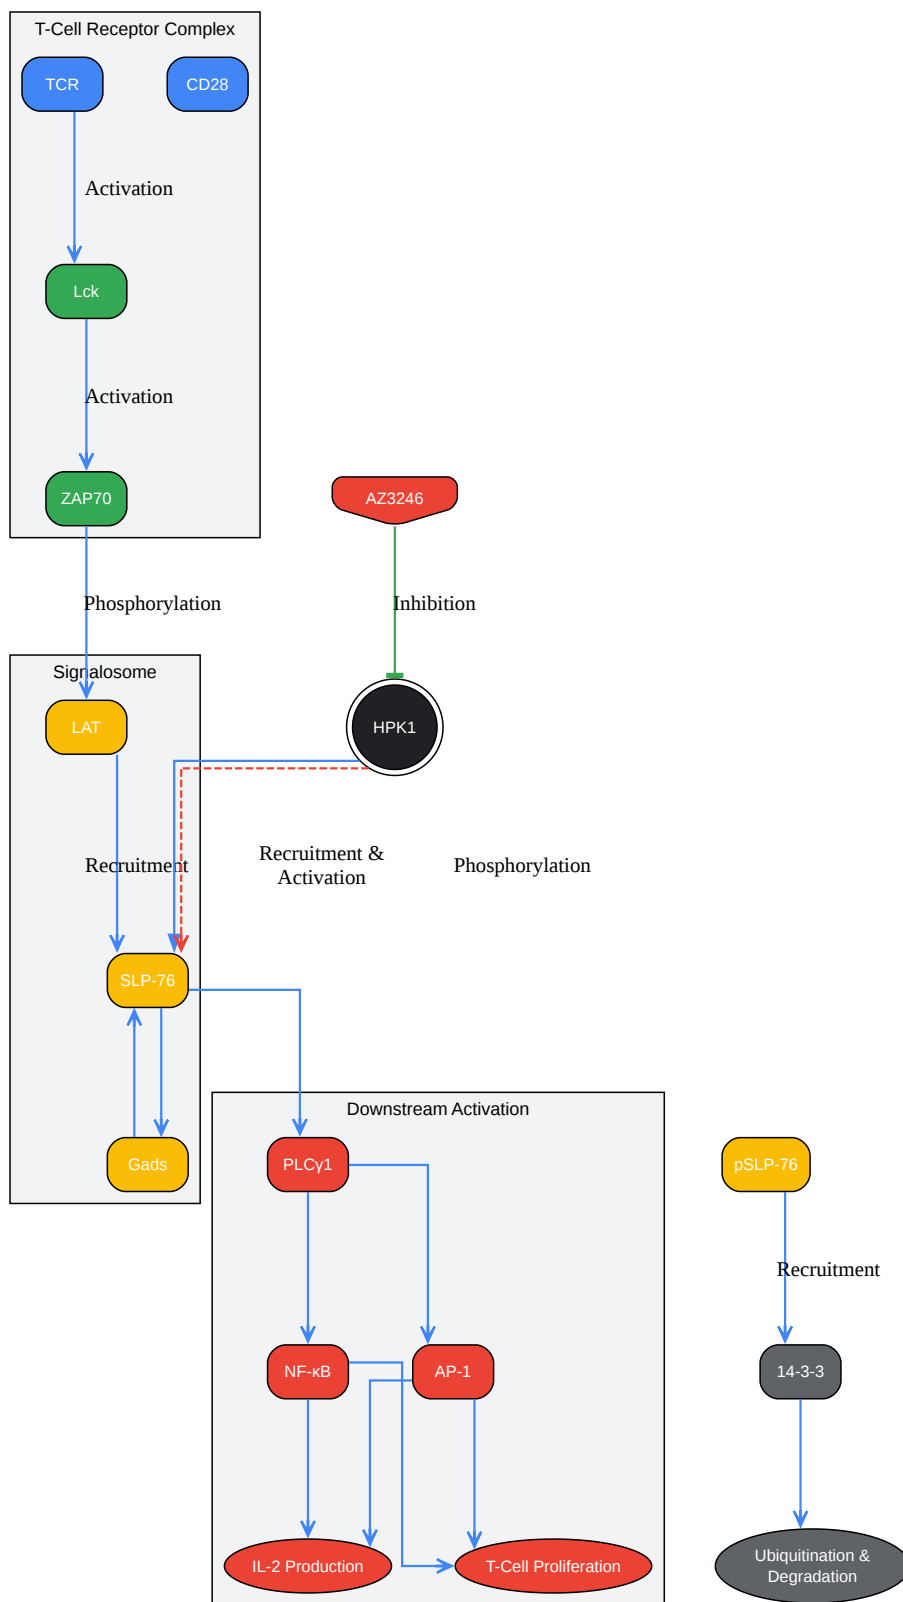 T-Cell Receptor Complex
TCR
CD28
Activation
Lck
Activation
ZAP70
AZ3246
Phosphorylation
Inhibition
Signalosome
LAT
HPK1
Recruitment
Recruitment &
Activation
Phosphorylation
SLP-76
Downstream Activation
Gads
PLCγ1
pSLP-76
Recruitment
NF-κB
AP-1
14-3-3
IL-2 Production
T-Cell Proliferation
Ubiquitination &
Degradation